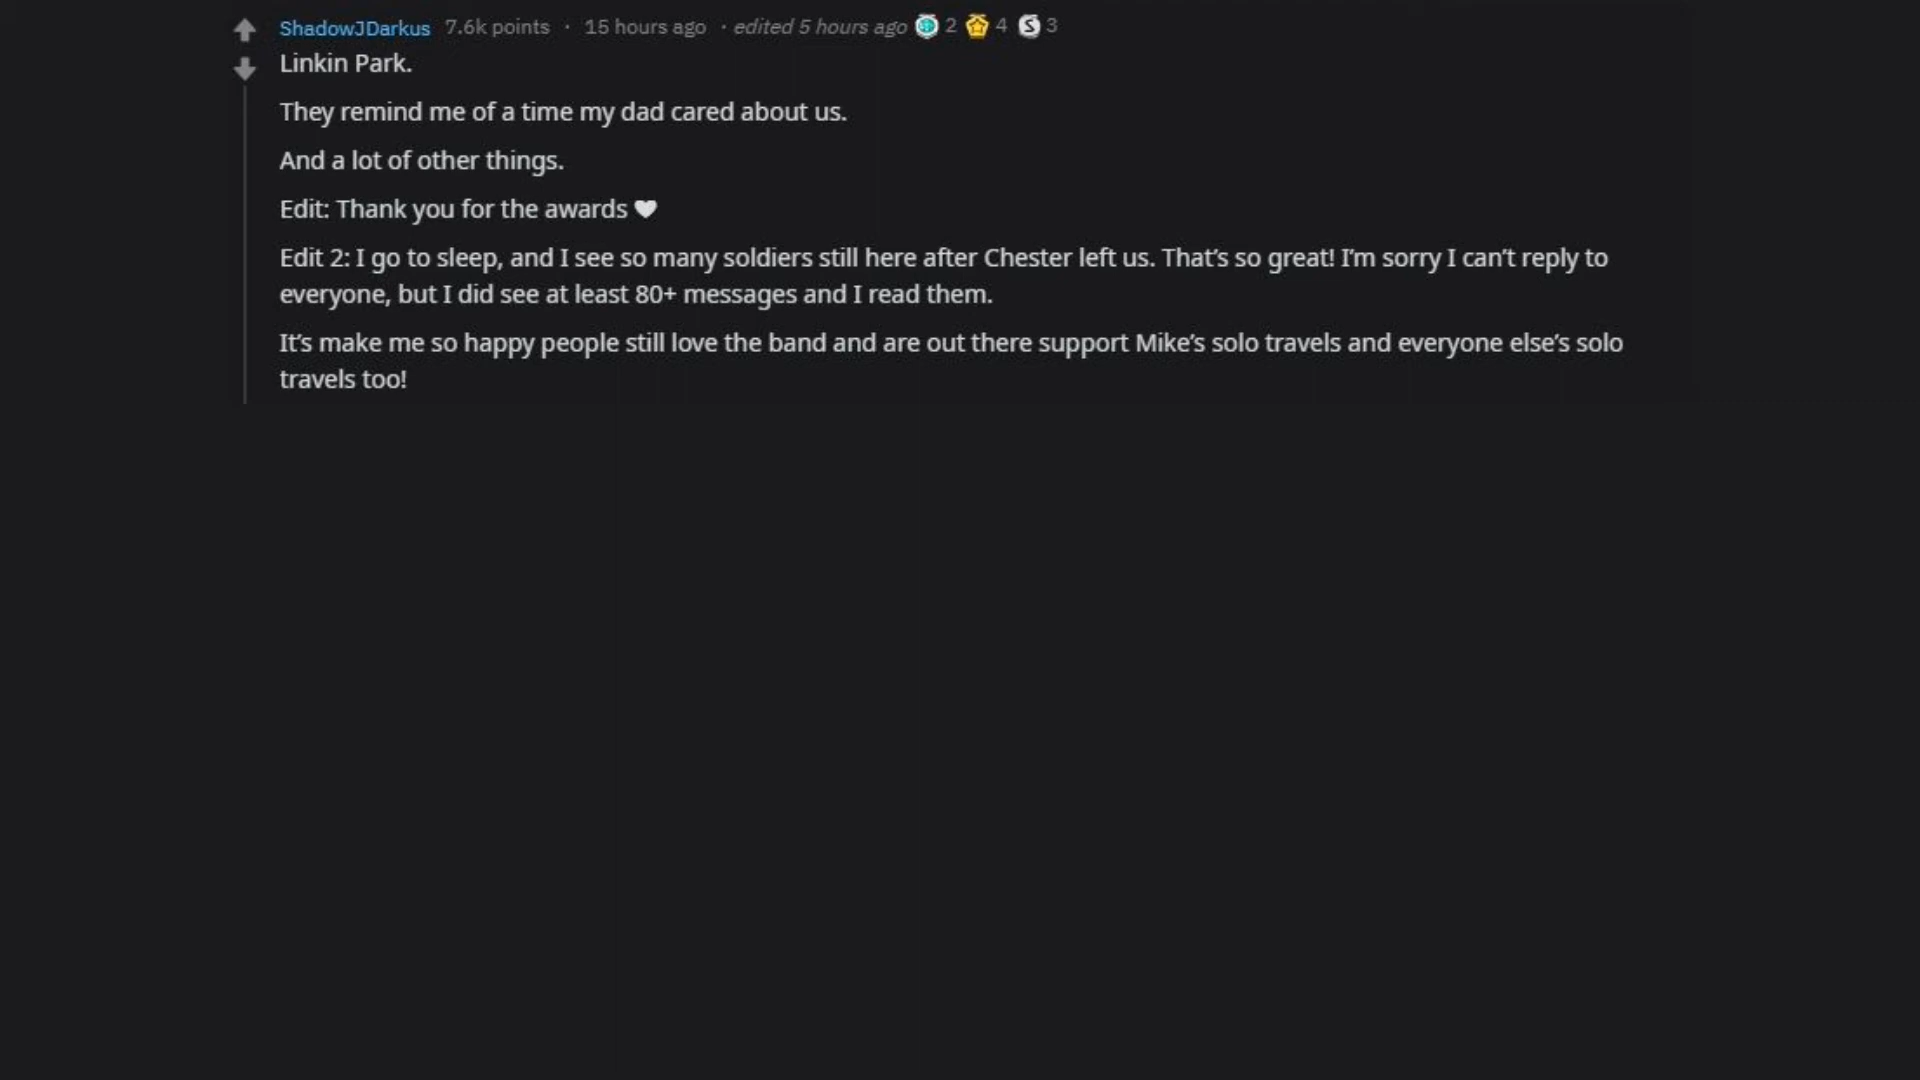 ShadowJDarkus 7.6k points · 15 hours ago · edited 5 hours ago 2 4 S 3
Linkin Park.
They remind me of a time my dad cared about us.
And a lot of other things.
Edit: Thank you for the awards ♥
Edit 2: I go to sleep, and I see so many soldiers still here after Chester left us. That’s so great! I’m sorry I can’t reply to
everyone, but I did see at least 80+ messages and I read them.
It’s make me so happy people still love the band and are out there support Mike’s solo travels and everyone else’s solo
travels too!